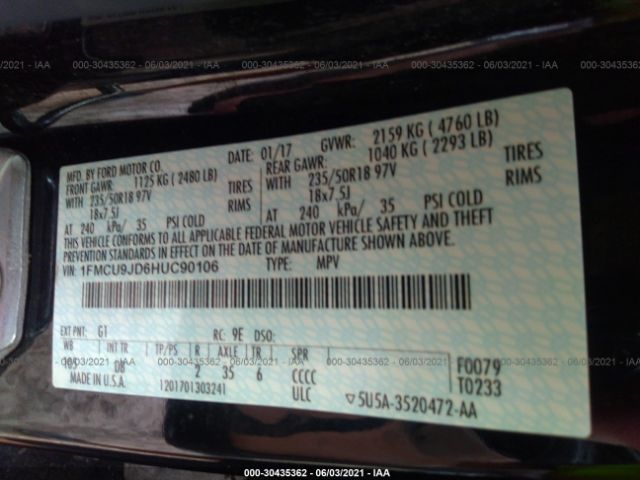 000-30435362 - 06/03/2021 - IAA
MFD. BY FORD MOTOR CO.
DATE: 01/17 GVWR: 2159 KG ( 4760 LB)
FRONT GAWR: 1125 KG ( 2480 LB) REAR GAWR: 1040 KG ( 2293 LB)
WITH 235/50R18 97V TIRES WITH 235/50R18 97V TIRES
18x7.5J RIMS 18x7.5J RIMS
AT 240 kPa/ 35 PSI COLD AT 240 kPa/ 35 PSI COLD
THIS VEHICLE CONFORMS TO ALL APPLICABLE FEDERAL MOTOR VEHICLE SAFETY AND THEFT
PREVENTION STANDARDS IN EFFECT ON THE DATE OF MANUFACTURE SHOWN ABOVE.
VIN: 1FMCU9JD6HUC90106 TYPE: MPV
EXT PNT: G1 RC: 9E DSO:
WB INT TR TP/PS R AXLE TR SPR
105 D8 2 35 6 CCCC
MADE IN U.S.A. 1201701303241 ULC
F0079
T0233
5U5A-3520472-AA
000-30435362 - 06/03/2021 - IAA